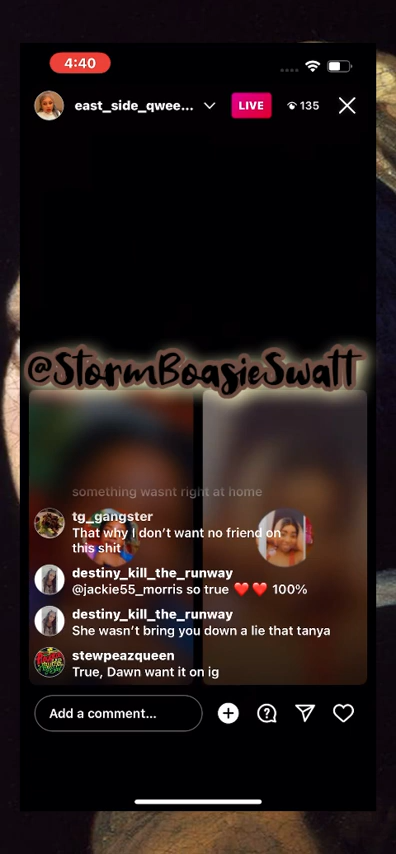 4:40
east_side_qwee...
LIVE
135
@StormBoasieSwatt
something wasnt right at home
tg_gangster
That why I don't want no friend on
this shit
destiny_kill_the_runway
@jackie55_morris so true ❤️ ❤️ 100%
destiny_kill_the_runway
She wasn't bring you down a lie that tanya
stewpeazqueen
True, Dawn want it on ig
Add a comment...